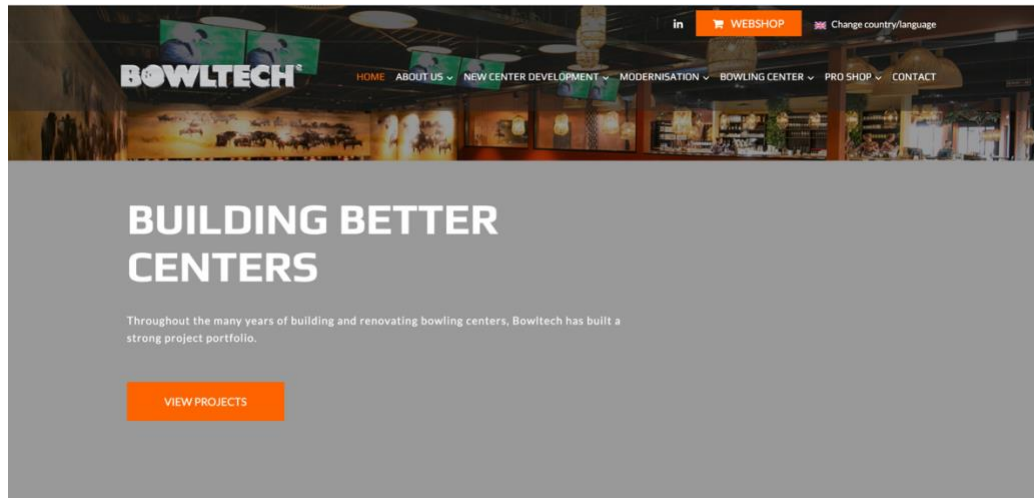 in WEBSHOP Change country/language
BOWLTECH®
HOME ABOUT US NEW CENTER DEVELOPMENT MODERNISATION BOWLING CENTER PRO SHOP CONTACT
BUILDING BETTER
CENTERS
Throughout the many years of building and renovating bowling centers, Bowltech has built a
strong project portfolio.
VIEW PROJECTS